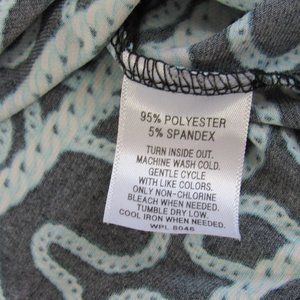 95% POLYESTER
5% SPANDEX
TURN INSIDE OUT.
MACHINE WASH COLD.
GENTLE CYCLE
WITH LIKE COLORS.
ONLY NON-CHLORINE
BLEACH WHEN NEEDED.
TUMBLE DRY LOW.
COOL IRON WHEN NEEDED.
WPL 8046